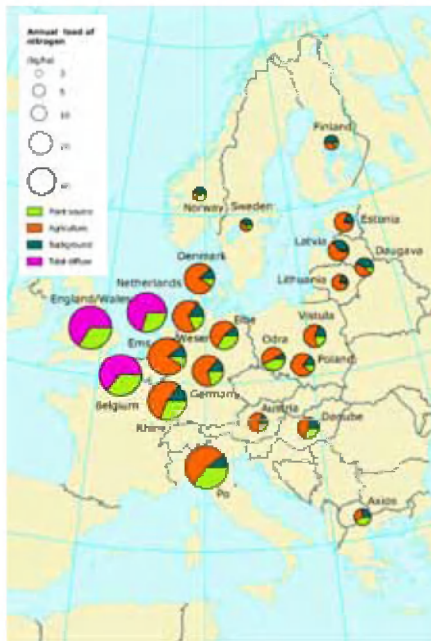 Annual load of
nitrogen
(kg/ha)
5
10
20
40
Point source
Agriculture
Background
Total diffuse
Finland
Norway
Sweden
Estonia
Latvia
Daugava
Lithuania
Denmark
Netherlands
England/Wales
Elbe
Weser
Ems
Vistula
Odra
Poland
Germany
Belgium
Rhine
Austria
Danube
Po
Axios